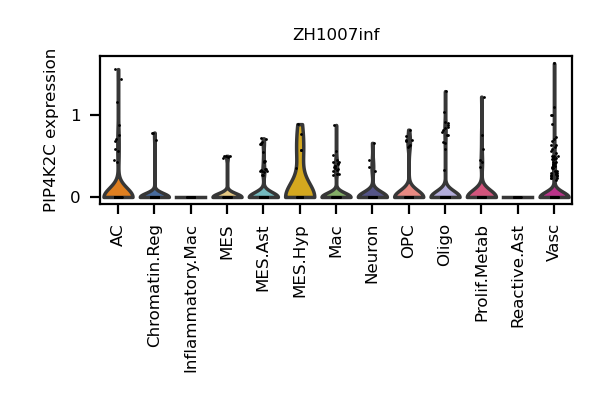 ZH1007inf
PIP4K2C expression
1
0
AC
Chromatin.Reg
Inflammatory.Mac
MES
MES.Ast
MES.Hyp
Mac
Neuron
OPC
Oligo
Prolif.Metab
Reactive.Ast
Vasc